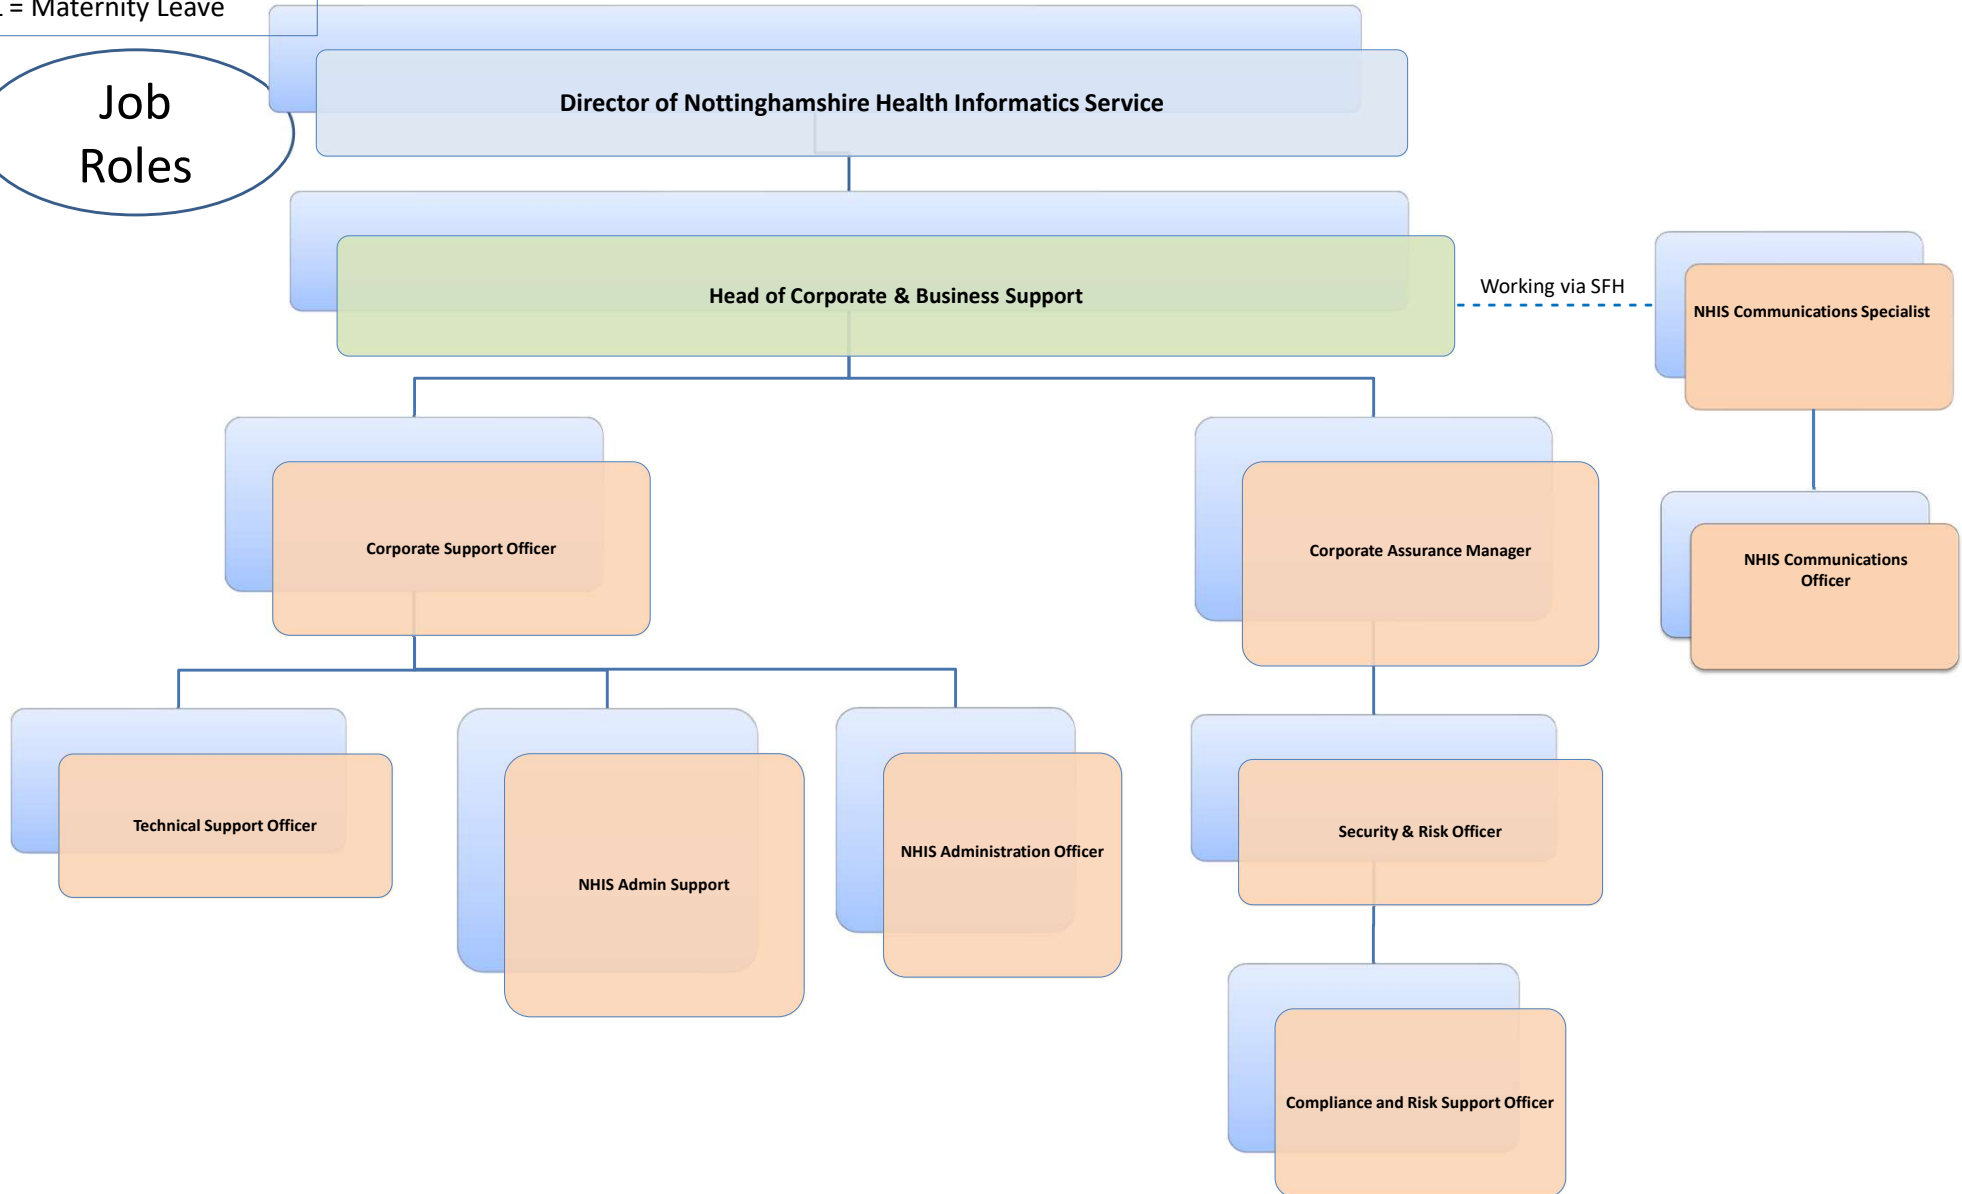 = Maternity Leave
Job
Roles
Director of Nottinghamshire Health Informatics Service
Head of Corporate & Business Support
Working via SFH
NHIS Communications Specialist
Corporate Support Officer
Corporate Assurance Manager
NHIS Communications
Officer
Technical Support Officer
NHIS Admin Support
NHIS Administration Officer
Security & Risk Officer
Compliance and Risk Support Officer